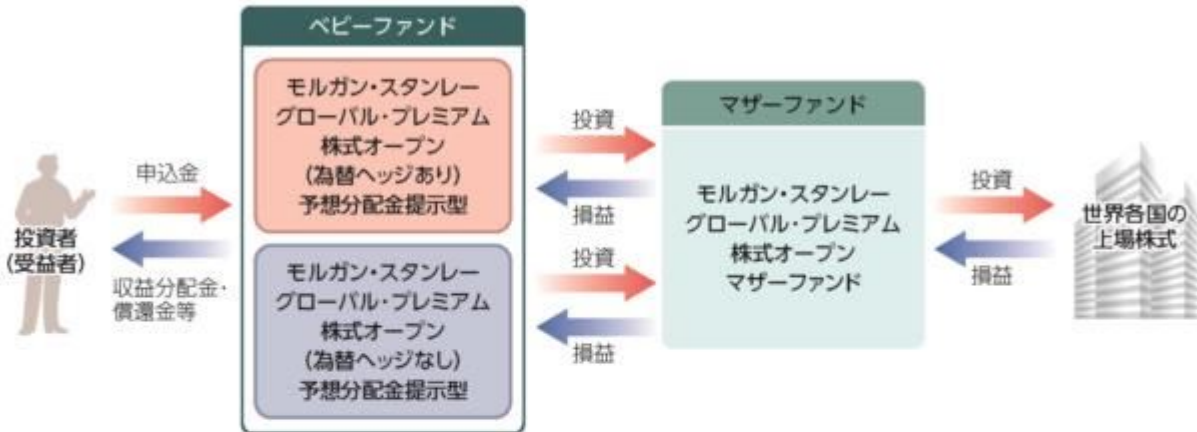 ベビーファンド
モルガン・スタンレー
グローバル・プレミアム
株式オープン
(為替ヘッジあり)
予想分配金提示型
モルガン・スタンレー
グローバル・プレミアム
株式オープン
(為替ヘッジなし)
予想分配金提示型
申込金
投資者
(受益者)
収益分配金・
償還金等
投資
損益
投資
損益
マザーファンド
モルガン・スタンレー
グローバル・プレミアム
株式オープン
マザーファンド
投資
損益
世界各国の
上場株式